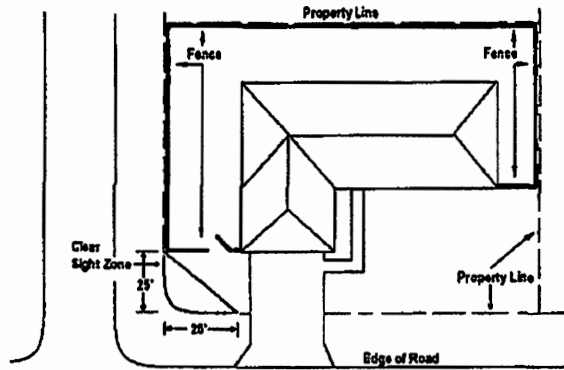 Property Line
Fence
Fence
Clear
Sight Zone
25'
25'
Property Line
Edge of Road